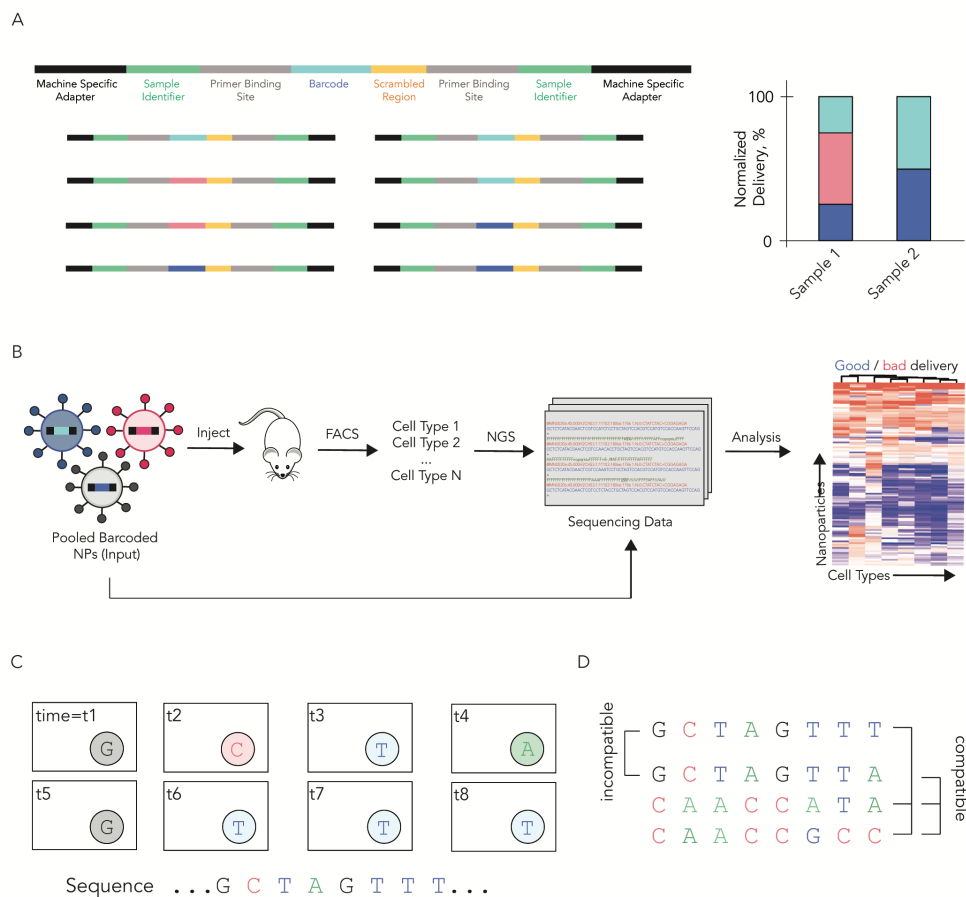 A
Machine Specific Adapter
Sample Identifier
Primer Binding Site
Barcode
Scrambled Region
Primer Binding Site
Sample Identifier
Machine Specific Adapter
Normalized Delivery, %
100
0
Sample 1
Sample 2
B
Pooled Barcoded
NPs (Input)
Inject
FACS
Cell Type 1
Cell Type 2
...
Cell Type N
NGS
Sequencing Data
Analysis
Good / bad delivery
Nanoparticles
Cell Types
C
time=t1
G
t2
C
t3
T
t4
A
t5
G
t6
T
t7
T
t8
T
Sequence ...G C T A G T T T...
D
incompatible
G C T A G T T T
G C T A G T T A
C A A C C A T A
C A A C C G C C
compatible